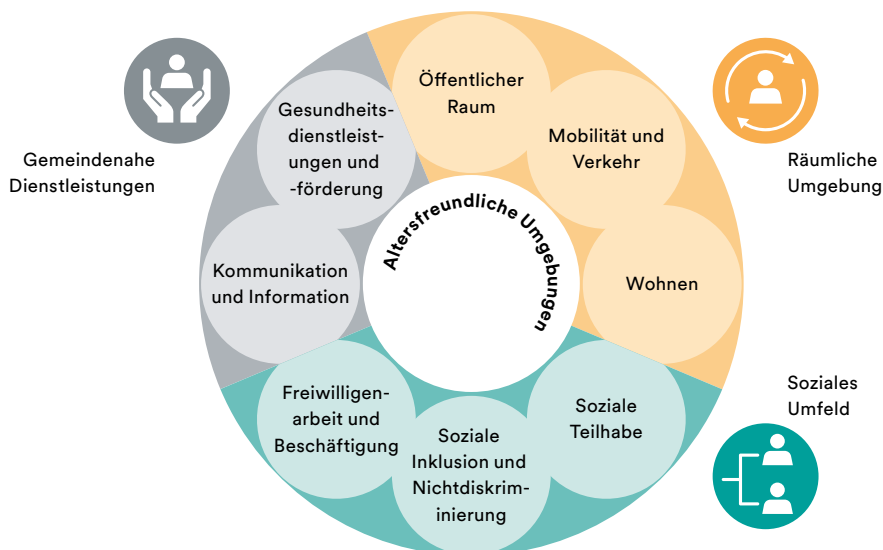 Gemeindenahe
Dienstleistungen
Gesundheits-
dienstleist-
ungen und
-förderung
Öffentlicher
Raum
Mobilität und
Verkehr
Räumliche
Umgebung
Altersfreundliche Umgebungen
Kommunikation
und Information
Wohnen
Freiwilligen-
arbeit und
Beschäftigung
Soziale
Inklusion und
Nichtdiskrim-
inierung
Soziale
Teilhabe
Soziales
Umfeld